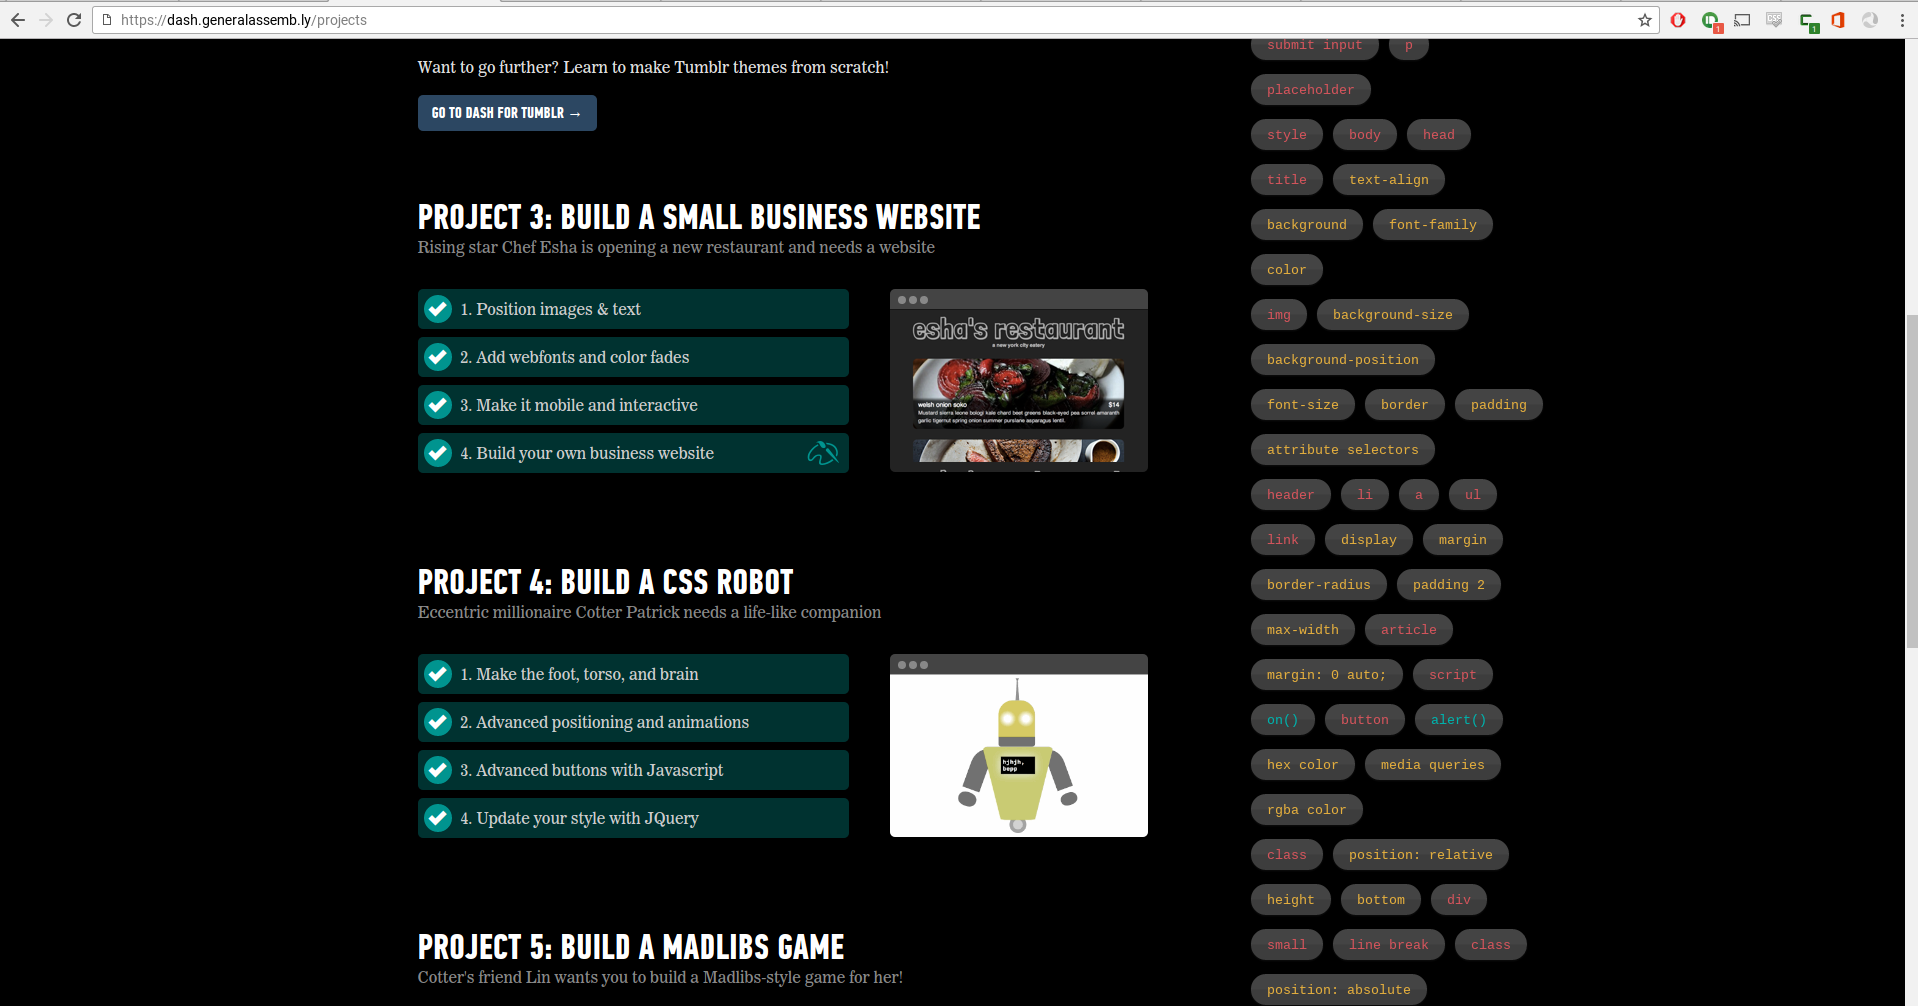 https://dash.generalassemb.ly/projects
Want to go further? Learn to make Tumblr themes from scratch!
GO TO DASH FOR TUMBLR →
PROJECT 3: BUILD A SMALL BUSINESS WEBSITE
Rising star Chef Esha is opening a new restaurant and needs a website
1. Position images & text
2. Add webfonts and color fades
3. Make it mobile and interactive
4. Build your own business website
esha's restaurant
a new york city eatery
welsh onion soko $14
Mustard sierra leone bologi kale chard beet greens black-eyed pea sorrel amaranth
garlic tigernut spring onion summer purslane asparagus lentil.
PROJECT 4: BUILD A CSS ROBOT
Eccentric millionaire Cotter Patrick needs a life-like companion
1. Make the foot, torso, and brain
2. Advanced positioning and animations
3. Advanced buttons with Javascript
4. Update your style with JQuery
hjhjh,
bepp
PROJECT 5: BUILD A MADLIBS GAME
Cotter's friend Lin wants you to build a Madlibs-style game for her!
submit input p
placeholder
style body head
title text-align
background font-family
color
img background-size
background-position
font-size border padding
attribute selectors
header li a ul
link display margin
border-radius padding 2
max-width article
margin: 0 auto; script
on() button alert()
hex color media queries
rgba color
class position: relative
height bottom div
small line break class
position: absolute